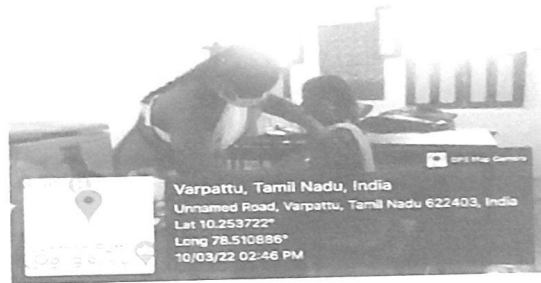 GPS Map Camera
Varpattu, Tamil Nadu, India
Unnamed Road, Varpattu, Tamil Nadu 622403, India
Lat 10.253722°
Long 78.510886°
10/03/22 02:46 PM